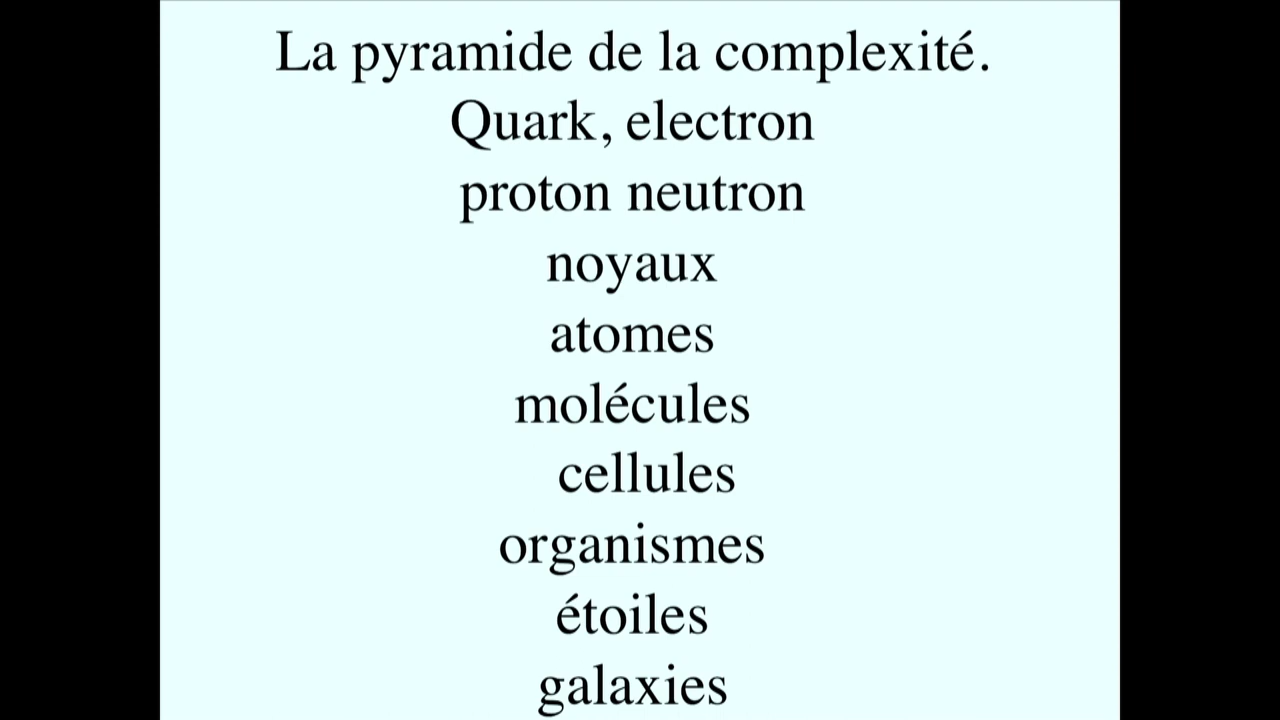 La pyramide de la complexité.
Quark, electron
proton neutron
noyaux
atomes
molécules
cellules
organismes
étoiles
galaxies